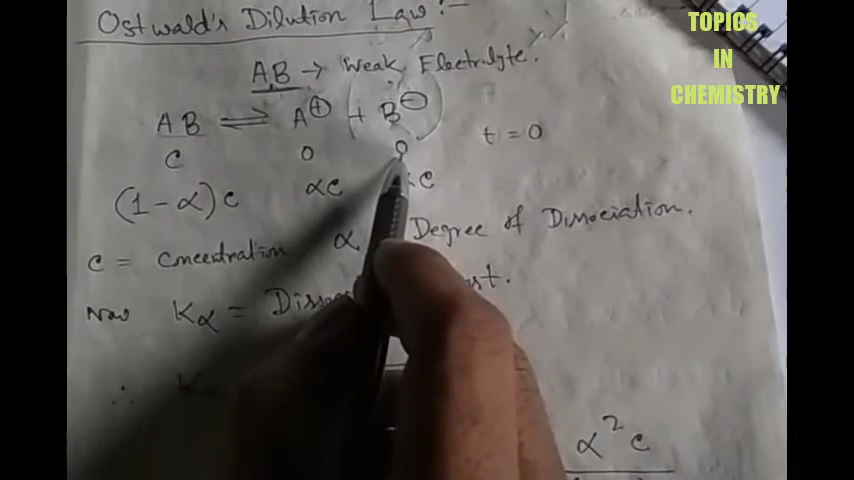 Ostwald's Dilution Law:-
TOPICS
IN
CHEMISTRY
AB → Weak Electrolyte.
AB ⇌ A⊕ + B⊖
C 0 0 t = 0
(1-α)c αc c
c = Concentration α Degree of Dissociation.
Now Kα =
∴ K
α²c